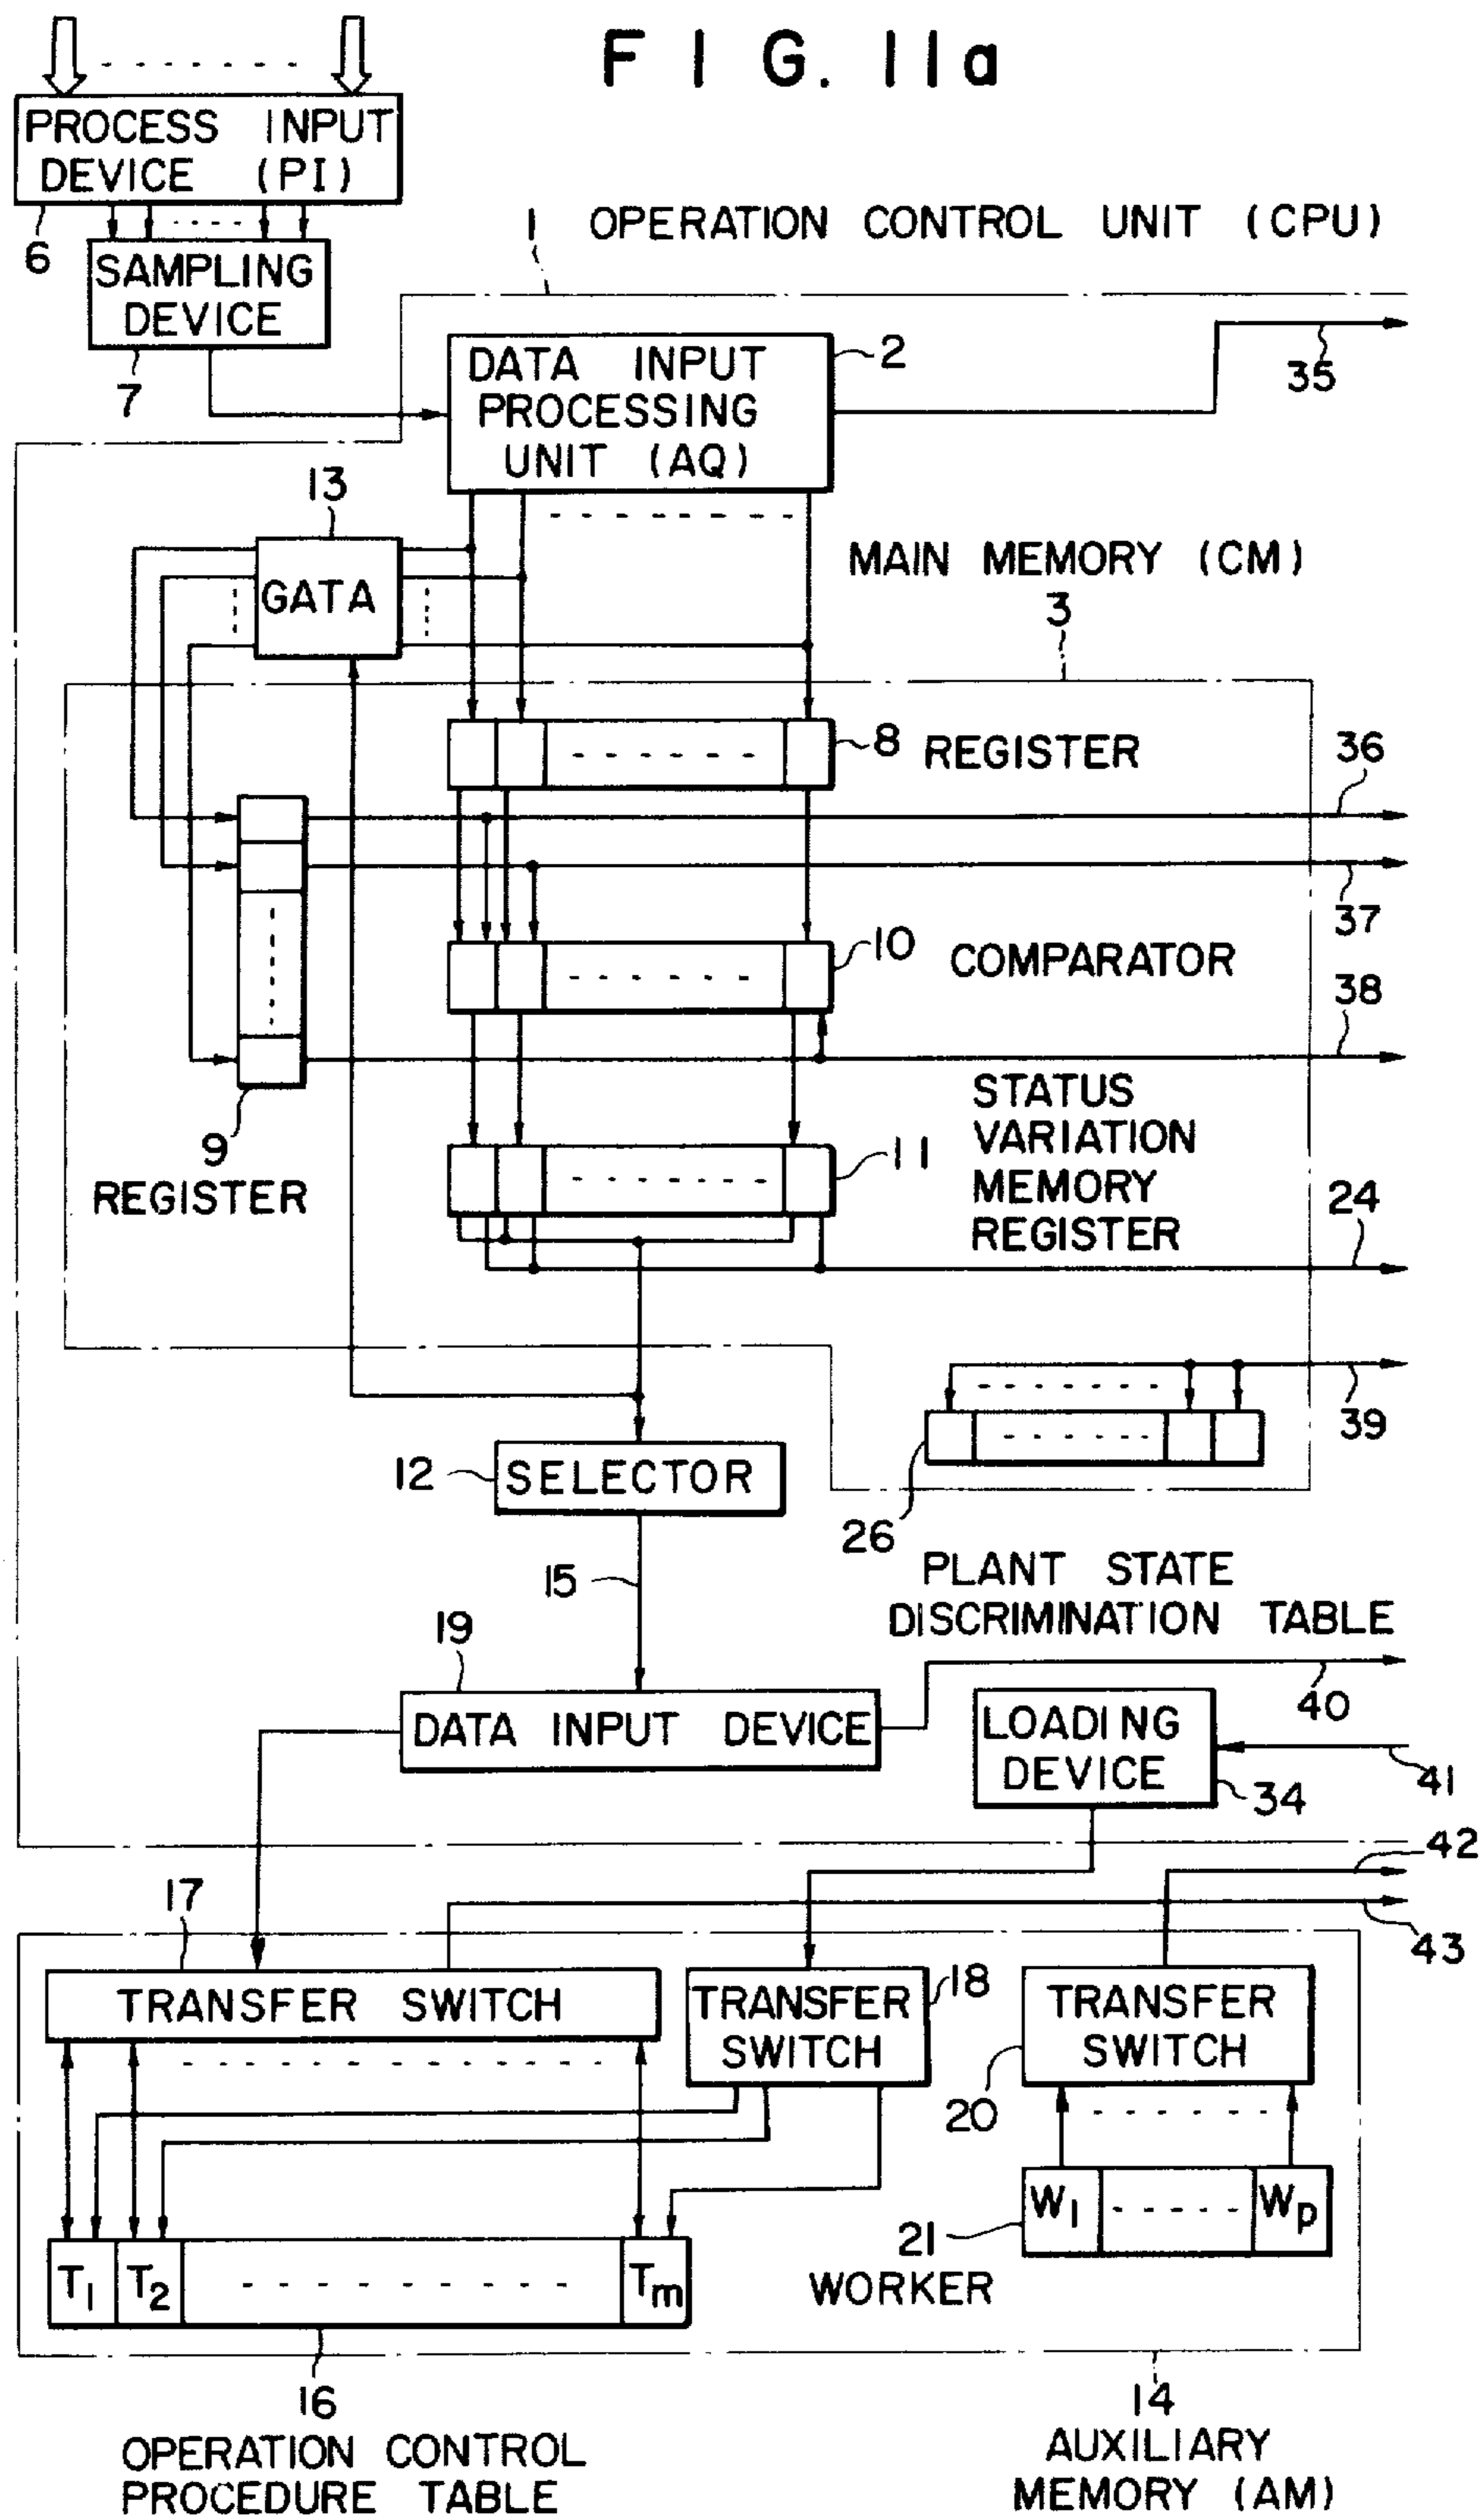 FIG. 11a
PROCESS INPUT
DEVICE (PI)
6
1 OPERATION CONTROL UNIT (CPU)
SAMPLING
DEVICE
7
35
DATA INPUT
PROCESSING
UNIT (AQ)
2
13
GATA
MAIN MEMORY (CM)
3
8 REGISTER
36
37
10 COMPARATOR
38
9
REGISTER
STATUS
VARIATION
MEMORY
REGISTER
11
24
39
12 SELECTOR
26
PLANT STATE
DISCRIMINATION TABLE
15
19
DATA INPUT DEVICE
40
LOADING
DEVICE
34
41
42
43
17
TRANSFER SWITCH
TRANSFER
SWITCH
18
TRANSFER
SWITCH
20
W1 Wp
21
WORKER
T1 T2 Tm
16
OPERATION CONTROL
PROCEDURE TABLE
14
AUXILIARY
MEMORY (AM)